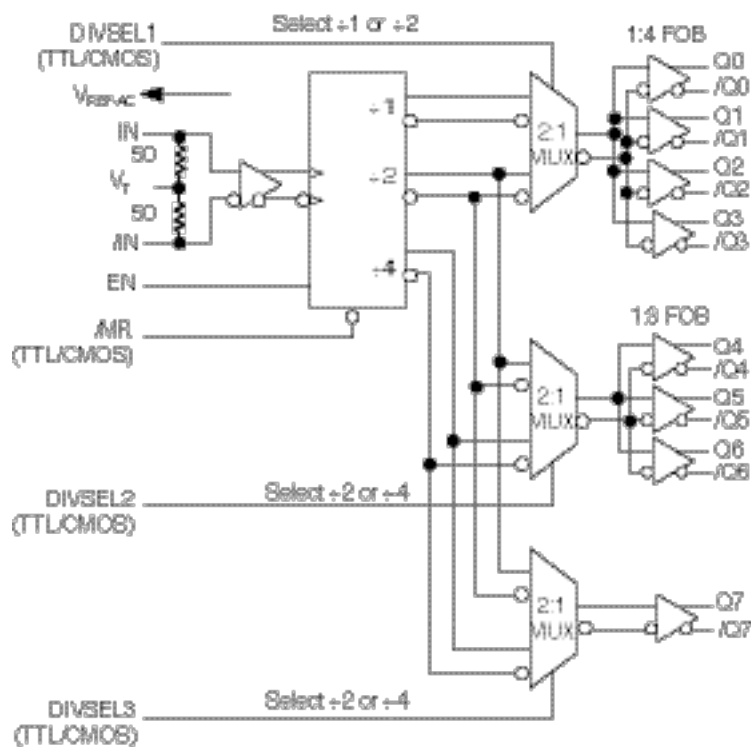 DIVSEL1
(TTL/CMOS)
Select ÷1 or ÷2
1:4 FOB
VREF-AC
IN
50
VT
50
/IN
EN
/MR
(TTL/CMOS)
÷1
÷2
÷4
2:1
MUX
Q0
/Q0
Q1
/Q1
Q2
/Q2
Q3
/Q3
1:3 FOB
2:1
MUX
Q4
/Q4
Q5
/Q5
Q6
/Q6
DIVSEL2
(TTL/CMOS)
Select ÷2 or ÷4
2:1
MUX
Q7
/Q7
DIVSEL3
(TTL/CMOS)
Select ÷2 or ÷4